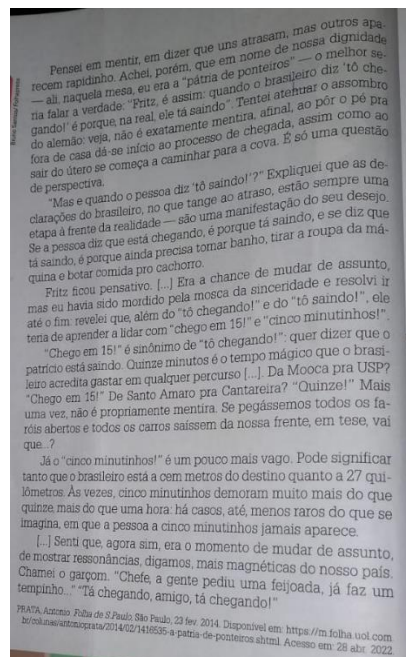 Pensei em mentir, em dizer que uns atrasam, mas outros apa-
recem rapidinho. Achei, porém, que em nome de nossa dignidade
— ali, naquela mesa, eu era a “pátria de ponteiros” — o melhor se-
ria falar a verdade: “Fritz, é assim: quando o brasileiro diz ‘tô che-
gando!’ é porque, na real, ele tá saindo”. Tentei atenuar o assombro
do alemão: veja, não é exatamente mentira, afinal, ao pôr o pé pra
fora de casa dá-se início ao processo de chegada, assim como ao
sair do útero se começa a caminhar para a cova. É só uma questão
de perspectiva.
“Mas e quando o pessoa diz ‘tô saindo!’?” Expliquei que as de-
clarações do brasileiro, no que tange ao atraso, estão sempre uma
etapa à frente da realidade — são uma manifestação do seu desejo.
Se a pessoa diz que está chegando, é porque tá saindo, e se diz que
tá saindo, é porque ainda precisa tomar banho, tirar a roupa da má-
quina e botar comida pro cachorro.
Fritz ficou pensativo. [...] Era a chance de mudar de assunto,
mas eu havia sido mordido pela mosca da sinceridade e resolvi ir
até o fim: revelei que, além do “tô chegando!” e do “tô saindo!”, ele
teria de aprender a lidar com “chego em 15!” e “cinco minutinhos!”.
“Chego em 15!” é sinônimo de “tô chegando!”: quer dizer que o
patrício está saindo. Quinze minutos é o tempo mágico que o brasi-
leiro acredita gastar em qualquer percurso [...]. Da Mooca pra USP?
“Chego em 15!” De Santo Amaro pra Cantareira? “Quinze!” Mais
uma vez, não é propriamente mentira. Se pegássemos todos os fa-
róis abertos e todos os carros saíssem da nossa frente, em tese, vai
que...?
Já o “cinco minutinhos!” é um pouco mais vago. Pode significar
tanto que o brasileiro está a cem metros do destino quanto a 27 qui-
lômetros. Às vezes, cinco minutinhos demoram muito mais do que
quinze, mais do que uma hora: há casos, até, menos raros do que se
imagina, em que a pessoa a cinco minutinhos jamais aparece.
[...] Senti que, agora sim, era o momento de mudar de assunto,
de mostrar ressonâncias, digamos, mais magnéticas do nosso país.
Chamei o garçom. “Chefe, a gente pediu uma feijoada, já faz um
tempinho...” “Tá chegando, amigo, tá chegando!”
PRATA, Antonio. Folha de S.Paulo, São Paulo, 23 fev. 2014. Disponível em: https://m.folha.uol.com.
br/colunas/antonioprata/2014/02/1416535-a-patria-de-ponteiros.shtml. Acesso em: 28 abr. 2022.